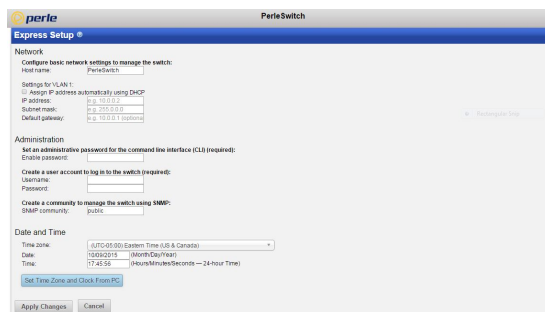 perle
PerleSwitch
Express Setup
Network
Configure basic network settings to manage the switch:
Host name: PerleSwitch
Settings for VLAN 1:
Assign IP address automatically using DHCP
IP address: e.g. 10.0.0.2
Subnet mask: e.g. 255.0.0.0
Default gateway: e.g. 10.0.0.1 (optiona
Administration
Set an administrative password for the command line interface (CLI) (required):
Enable password:
Create a user account to log in to the switch (required):
Username:
Password:
Create a community to manage the switch using SNMP:
SNMP community: public
Date and Time
Time zone: (UTC-05:00) Eastern Time (US & Canada)
Date: 10/09/2015 (Month/Day/Year)
Time: 17:45:56 (Hours/Minutes/Seconds — 24-hour Time)
Set Time Zone and Clock From PC
Apply Changes Cancel